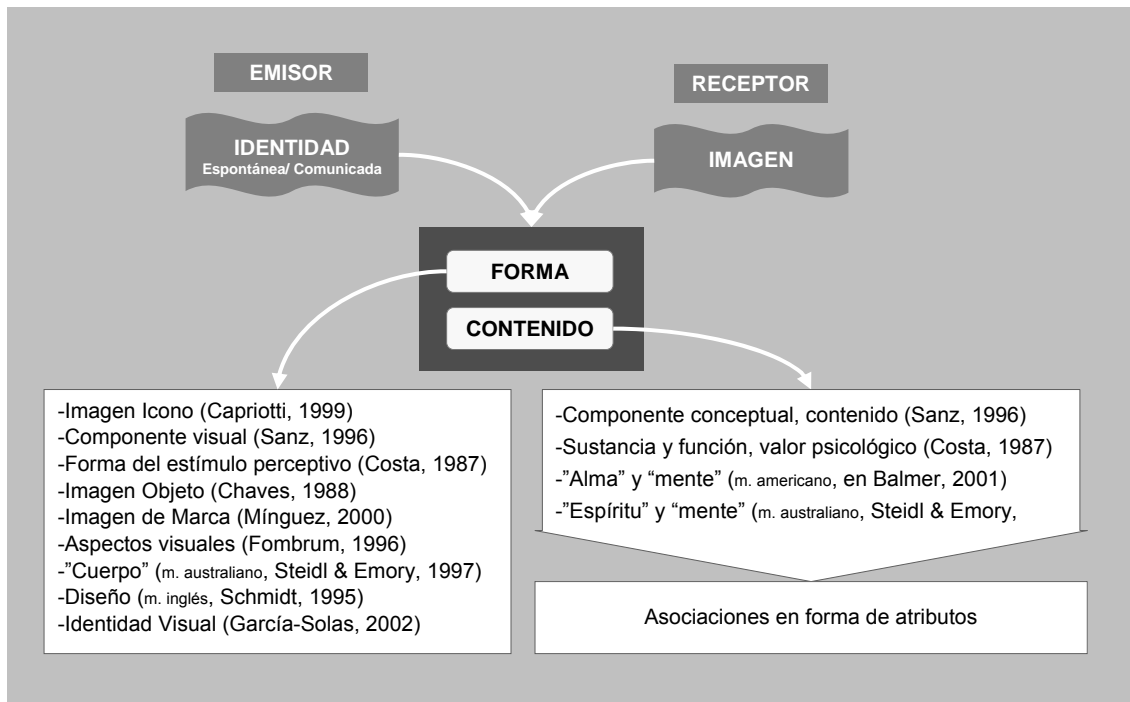 EMISOR
RECEPTOR
IDENTIDAD
Espontánea/ Comunicada
IMAGEN
FORMA
CONTENIDO
-Imagen Icono (Capriotti, 1999)
-Componente visual (Sanz, 1996)
-Forma del estímulo perceptivo (Costa, 1987)
-Imagen Objeto (Chaves, 1988)
-Imagen de Marca (Mínguez, 2000)
-Aspectos visuales (Fombrum, 1996)
-”Cuerpo” (m. australiano, Steidl & Emory, 1997)
-Diseño (m. inglés, Schmidt, 1995)
-Identidad Visual (García-Solas, 2002)
-Componente conceptual, contenido (Sanz, 1996)
-Sustancia y función, valor psicológico (Costa, 1987)
-”Alma” y “mente” (m. americano, en Balmer, 2001)
-”Espíritu” y “mente” (m. australiano, Steidl & Emory,
Asociaciones en forma de atributos